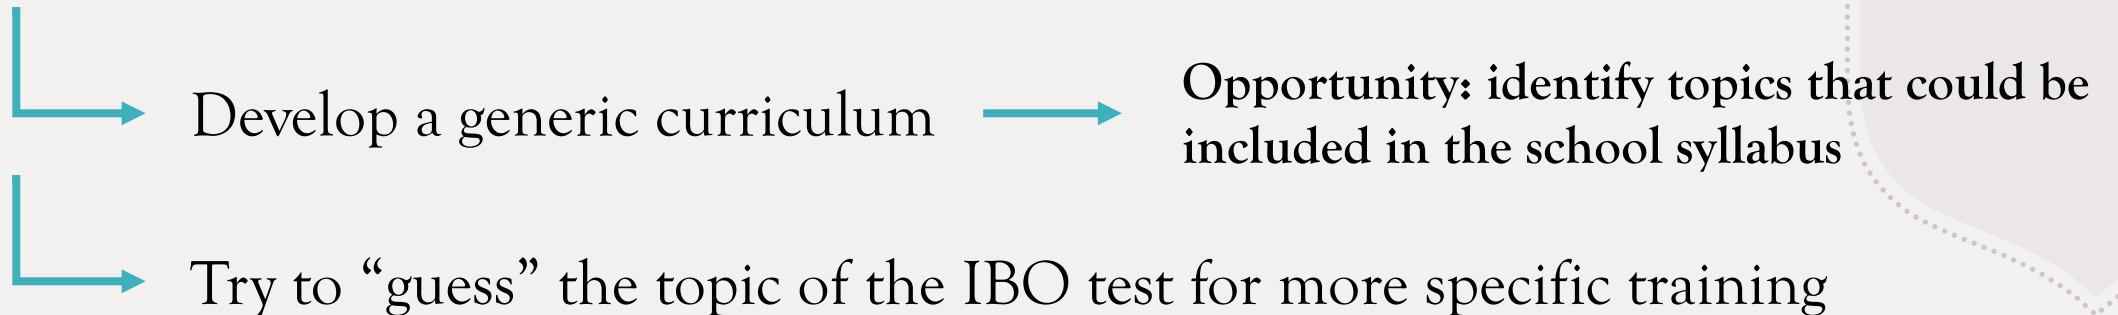 Develop a generic curriculum
Opportunity: identify topics that could be
included in the school syllabus
Try to “guess” the topic of the IBO test for more specific training